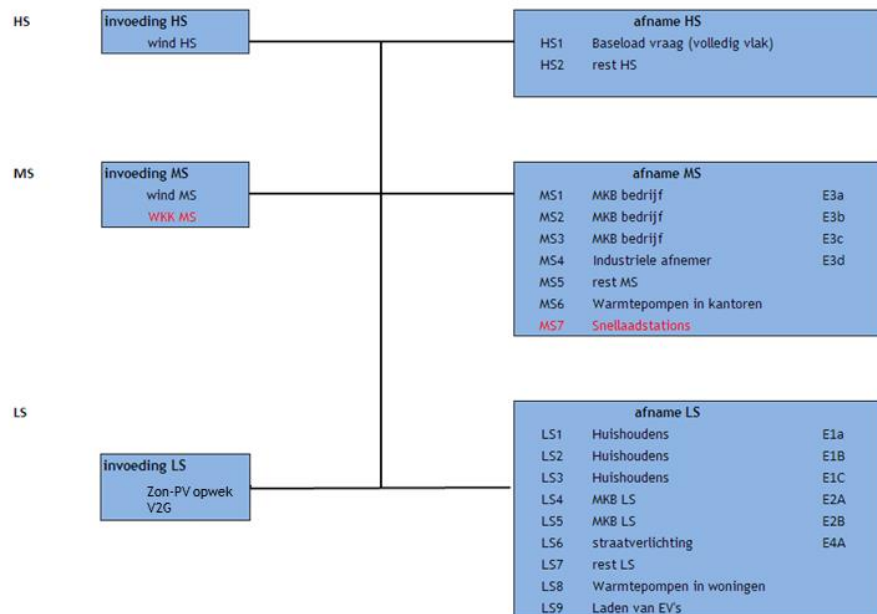 HS
invoeding HS
wind HS
afname HS
HS1 Baseload vraag (volledig vlak)
HS2 rest HS
MS
invoeding MS
wind MS
WKK MS
afname MS
MS1 MKB bedrijf E3a
MS2 MKB bedrijf E3b
MS3 MKB bedrijf E3c
MS4 Industriele afnemer E3d
MS5 rest MS
MS6 Warmtepompen in kantoren
MS7 Snellaadstations
LS
invoeding LS
Zon-PV opwek
V2G
afname LS
LS1 Huishoudens E1a
LS2 Huishoudens E1B
LS3 Huishoudens E1C
LS4 MKB LS E2A
LS5 MKB LS E2B
LS6 straatverlichting E4A
LS7 rest LS
LS8 Warmtepompen in woningen
LS9 Laden van EV's